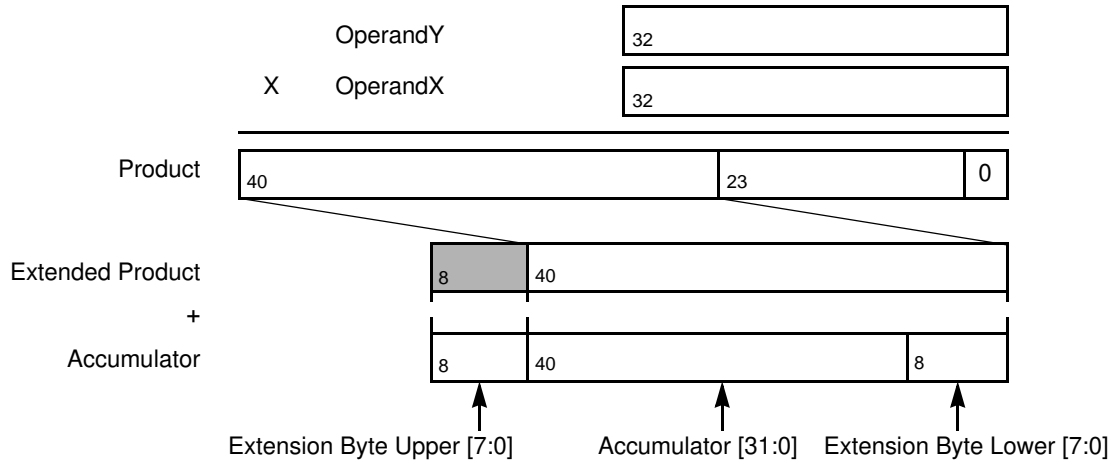 OperandY 32
X OperandX 32
Product 40 23 0
Extended Product 8 40
+
Accumulator 8 40 8
Extension Byte Upper [7:0] Accumulator [31:0] Extension Byte Lower [7:0]